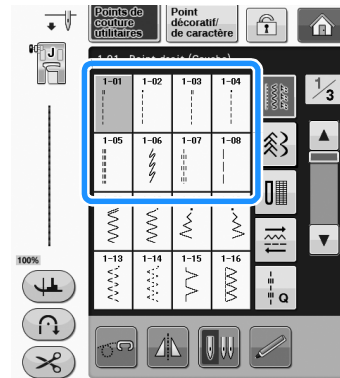 Points de
couture
utilitaires
Point
décoratif/
de caractère
J
1-01 Point droit (Gauche)
1-01 1-02 1-03 1-04
1/3
1-05 1-06 1-07 1-08
100%
1-13 1-14 1-15 1-16
Q